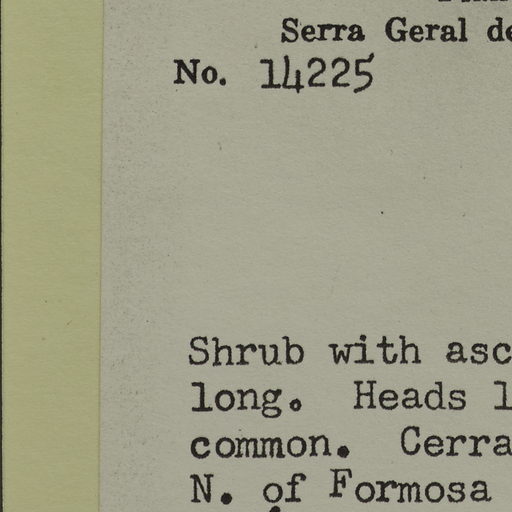 Serra Geral de
No. 14225
Shrub with asc
long. Heads l
common. Cerra
N. of Formosa